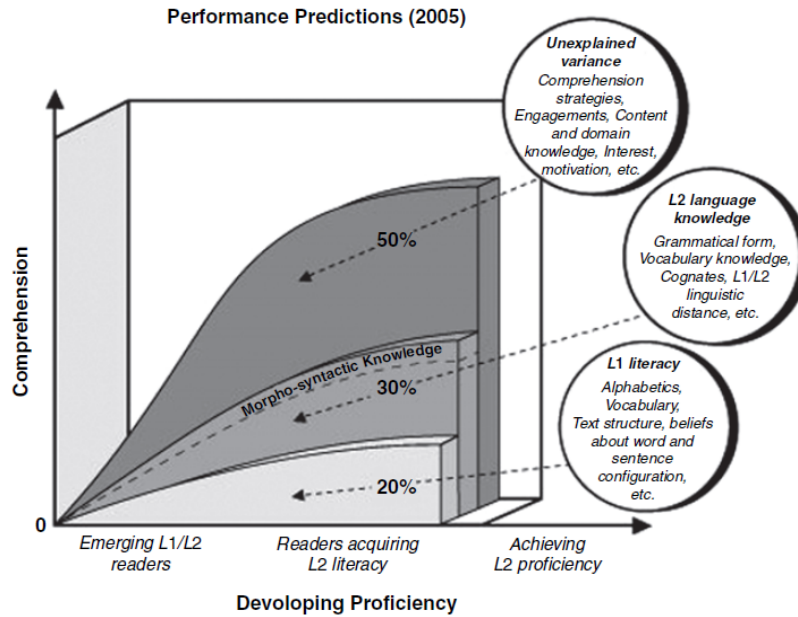 Performance Predictions (2005)
Unexplained
variance
Comprehension
strategies,
Engagements, Content
and domain
knowledge, Interest,
motivation, etc.
L2 language
knowledge
Grammatical form,
Vocabulary knowledge,
Cognates, L1/L2
linguistic
distance, etc.
L1 literacy
Alphabetics,
Vocabulary,
Text structure, beliefs
about word and
sentence
configuration,
etc.
Comprehension
50%
Morpho-syntactic Knowledge
30%
20%
0
Emerging L1/L2
readers
Readers acquiring
L2 literacy
Achieving
L2 proficiency
Devoloping Proficiency